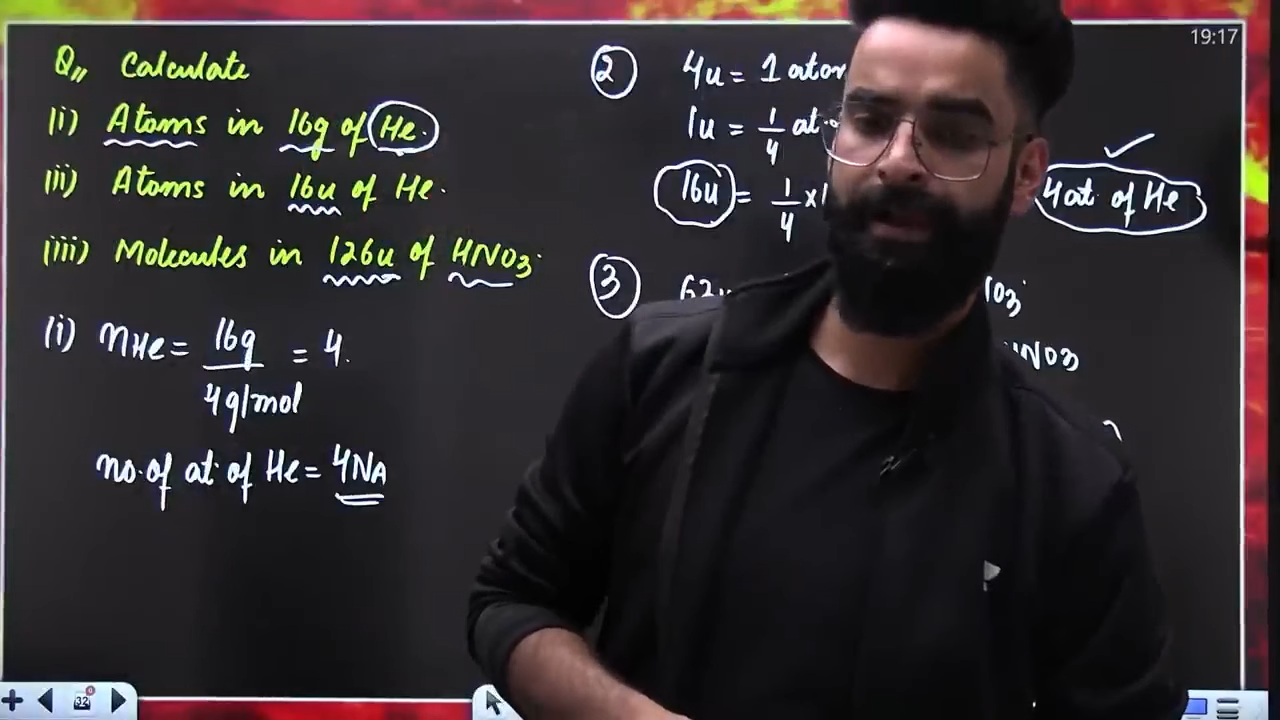 19:17
Q,, Calculate
(i) Atoms in 16g of He.
(ii) Atoms in 16u of He.
(iii) Molecules in 126u of HNO3.
(i) nHe = 16g / 4g/mol = 4.
no. of at. of He = 4NA
② 4u = 1 atom
1u = 1/4 at.
16u = 1/4 x 4at. of He
③
HNO3
32